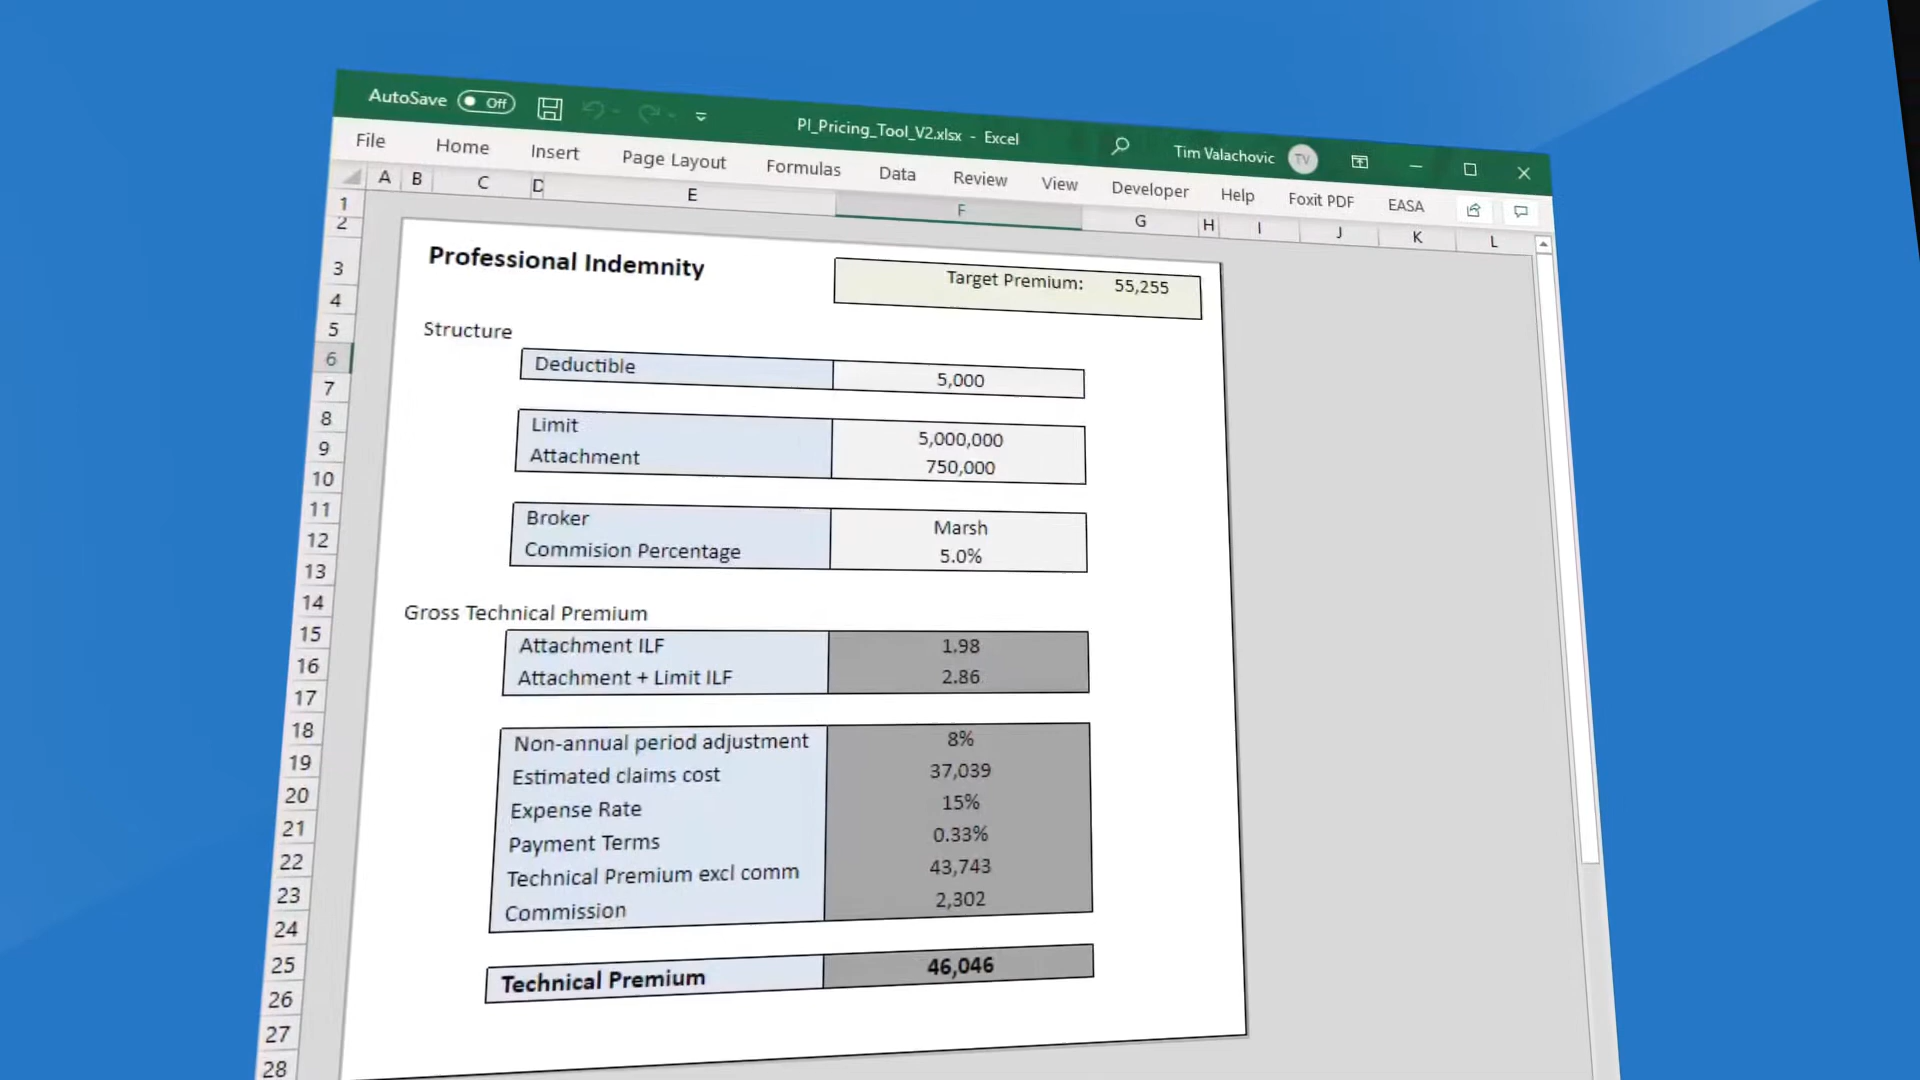 AutoSave Off PI_Pricing_Tool_V2.xlsx - Excel Tim Valachovic TV
File Home Insert Page Layout Formulas Data Review View Developer Help Foxit PDF EASA
A B C D E F G H I J K L
1
2
3 Professional Indemnity Target Premium: 55,255
4
5 Structure
6 Deductible 5,000
7
8 Limit 5,000,000
9 Attachment 750,000
10
11 Broker Marsh
12 Commision Percentage 5.0%
13
14 Gross Technical Premium
15 Attachment ILF 1.98
16 Attachment + Limit ILF 2.86
17
18 Non-annual period adjustment 8%
19 Estimated claims cost 37,039
20 Expense Rate 15%
21 Payment Terms 0.33%
22 Technical Premium excl comm 43,743
23 Commission 2,302
24
25 Technical Premium 46,046
26
27
28